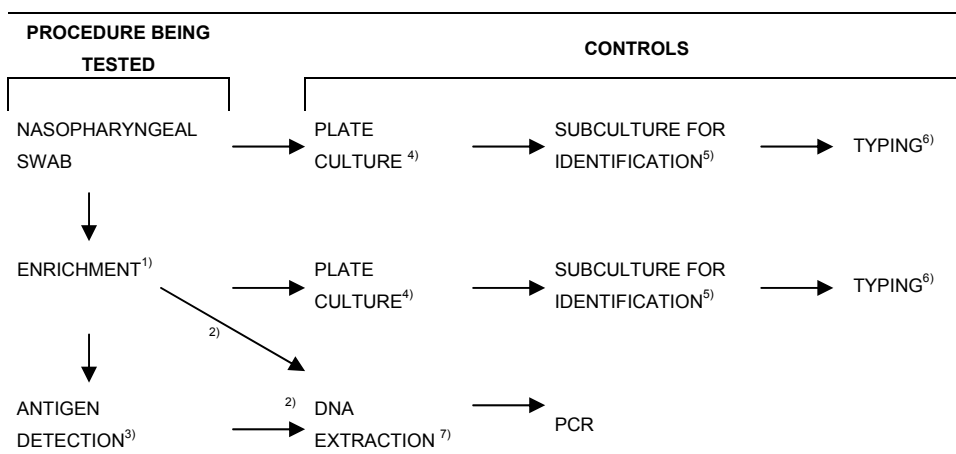 PROCEDURE BEING
TESTED
CONTROLS
NASOPHARYNGEAL
SWAB
PLATE
CULTURE 4)
SUBCULTURE FOR
IDENTIFICATION5)
TYPING6)
ENRICHMENT1)
PLATE
CULTURE4)
SUBCULTURE FOR
IDENTIFICATION5)
TYPING6)
2)
ANTIGEN
DETECTION3)
2) DNA
EXTRACTION 7)
PCR